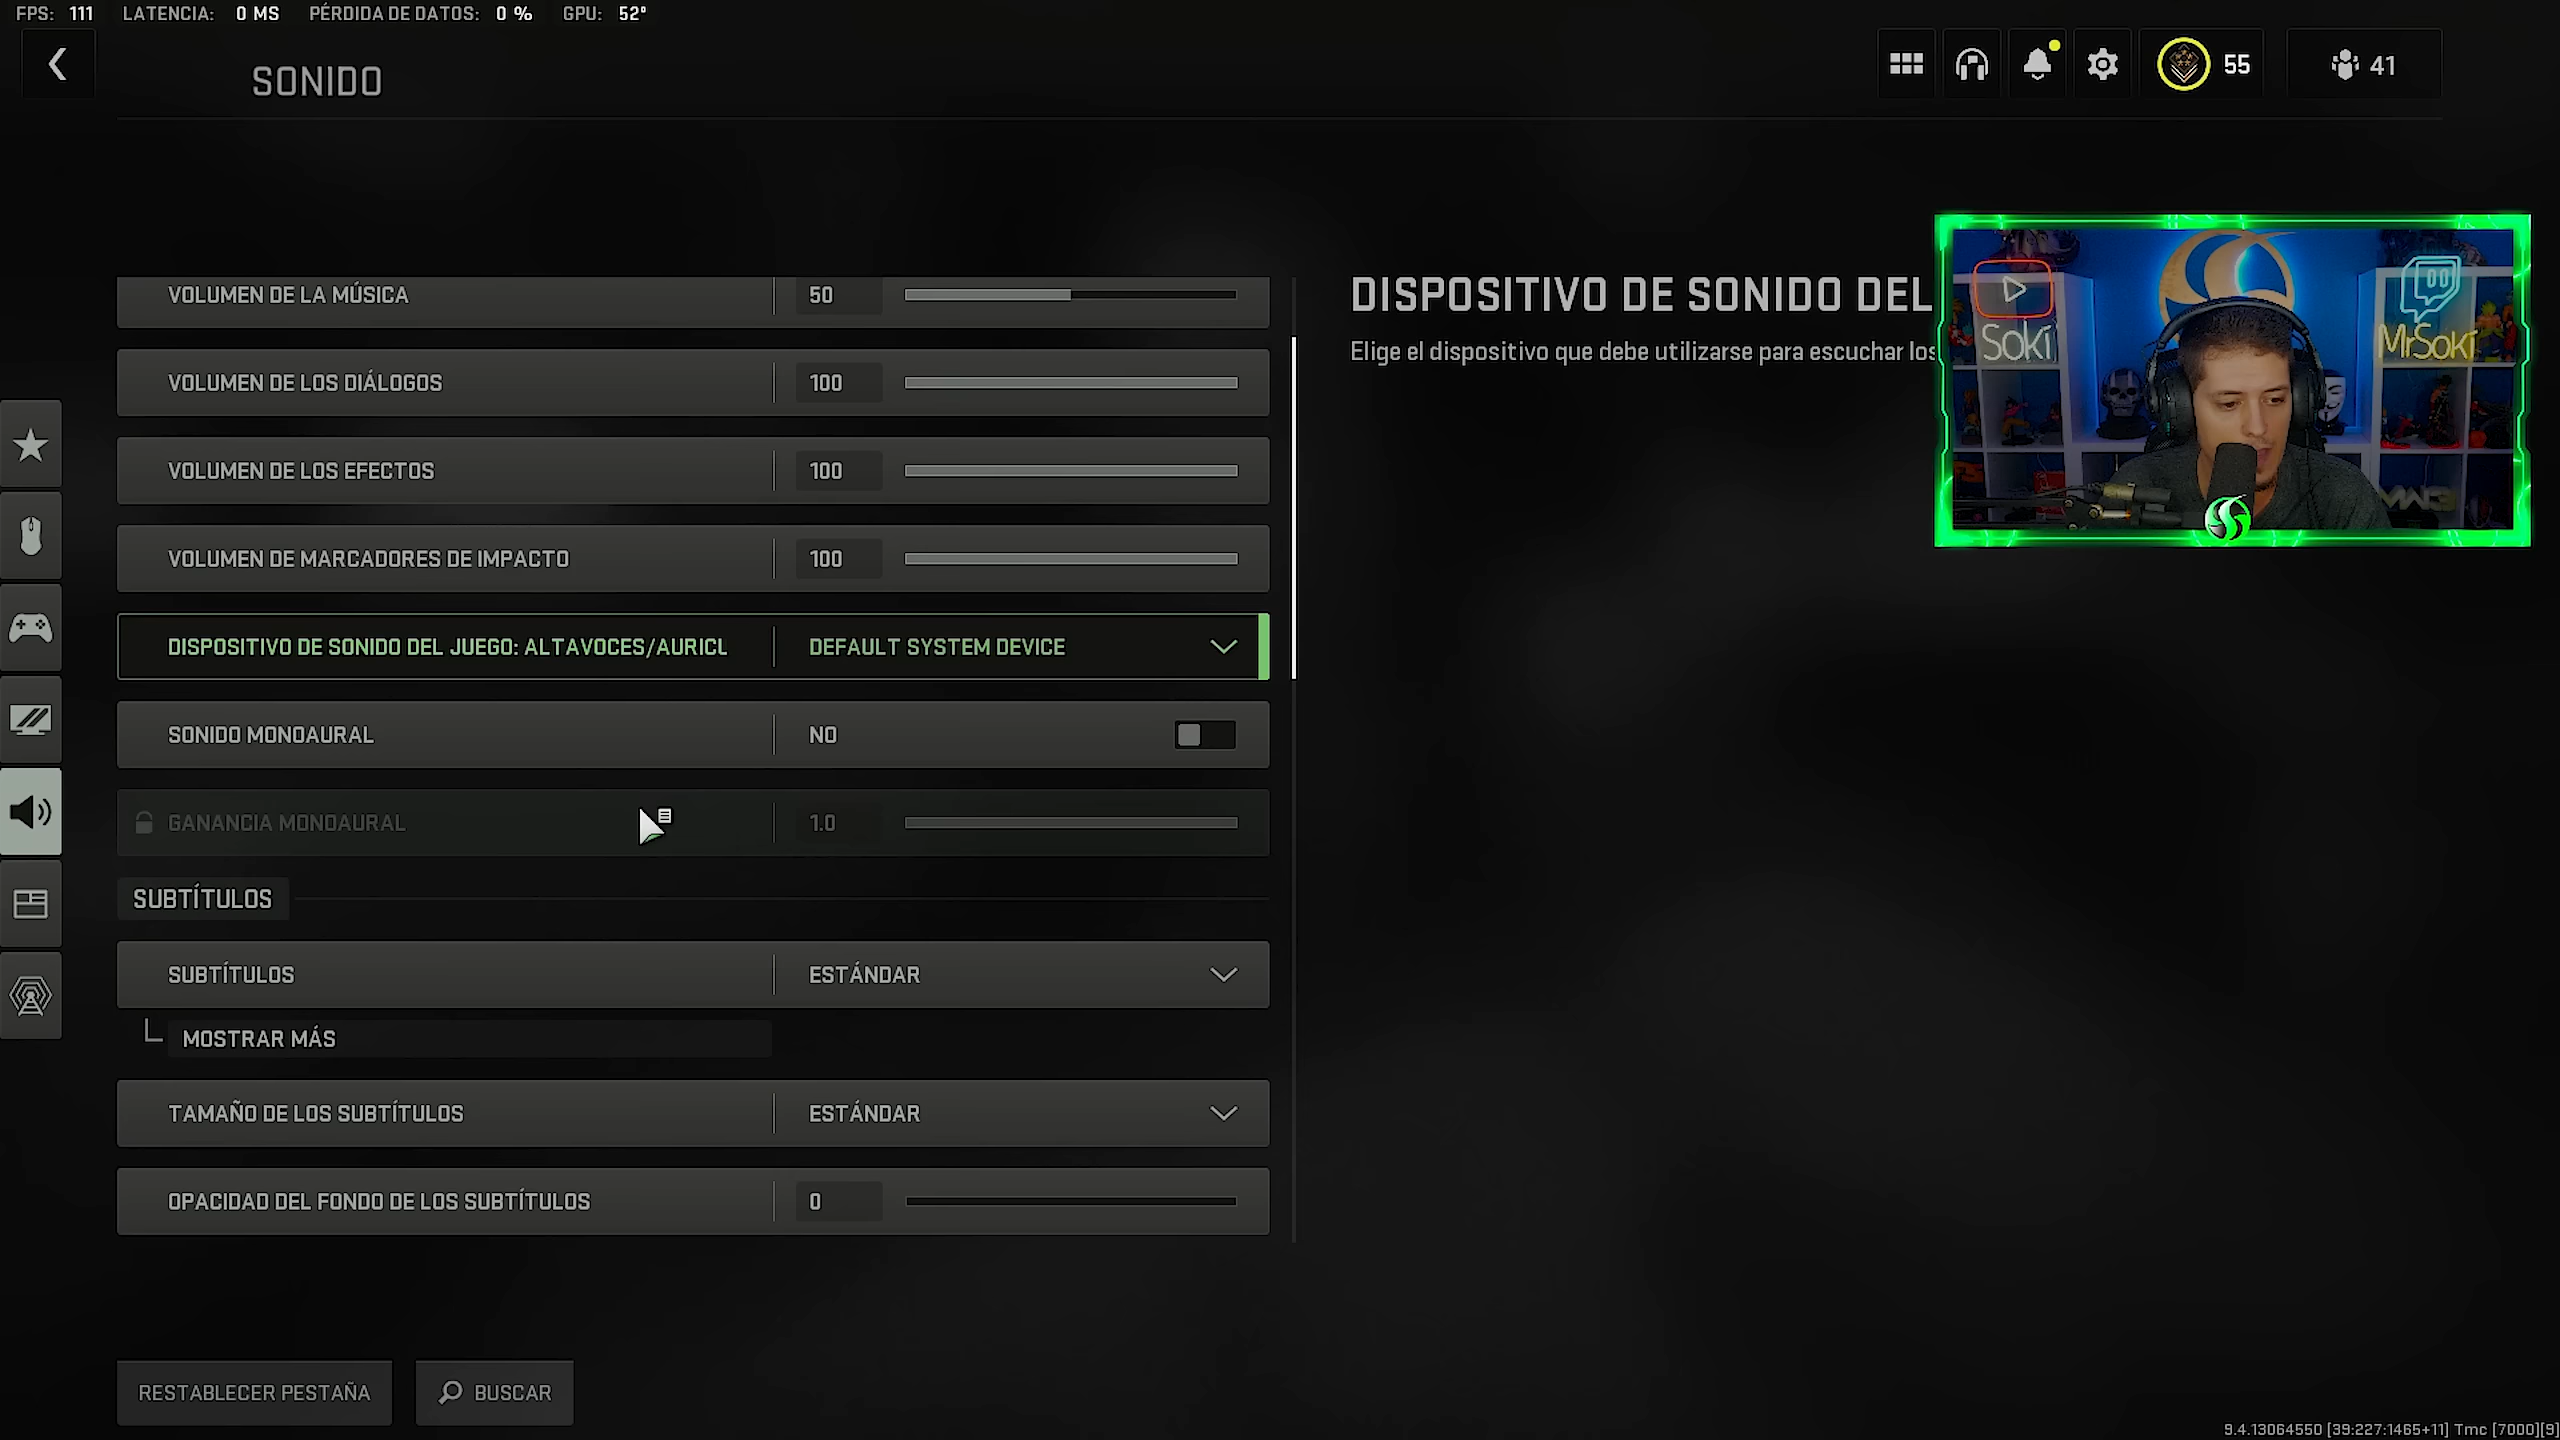 FPS: 111 LATENCIA: 0 MS PÉRDIDA DE DATOS: 0 % GPU: 52°
SONIDO
55
41
VOLUMEN DE LA MÚSICA 50
VOLUMEN DE LOS DIÁLOGOS 100
VOLUMEN DE LOS EFECTOS 100
VOLUMEN DE MARCADORES DE IMPACTO 100
DISPOSITIVO DE SONIDO DEL JUEGO: ALTAVOCES/AURICU DEFAULT SYSTEM DEVICE
SONIDO MONOAURAL NO
GANANCIA MONOAURAL 1.0
SUBTÍTULOS
SUBTÍTULOS ESTÁNDAR
MOSTRAR MÁS
TAMAÑO DE LOS SUBTÍTULOS ESTÁNDAR
OPACIDAD DEL FONDO DE LOS SUBTÍTULOS 0
RESTABLECER PESTAÑA
BUSCAR
DISPOSITIVO DE SONIDO DEL
Elige el dispositivo que debe utilizarse para escuchar los
Soki
MrSoki
9.4.13064550 [39:227:1465+11] Tmc [7000][9]